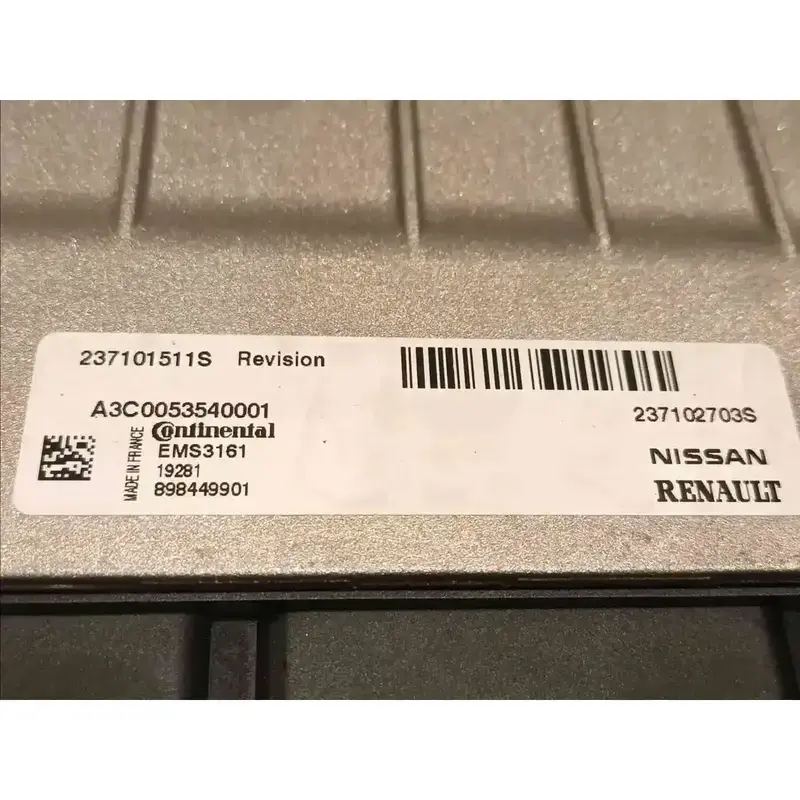 237101511S Revision
A3C0053540001
Continental
EMS3161
19281
898449901
MADE IN FRANCE
237102703S
NISSAN
RENAULT